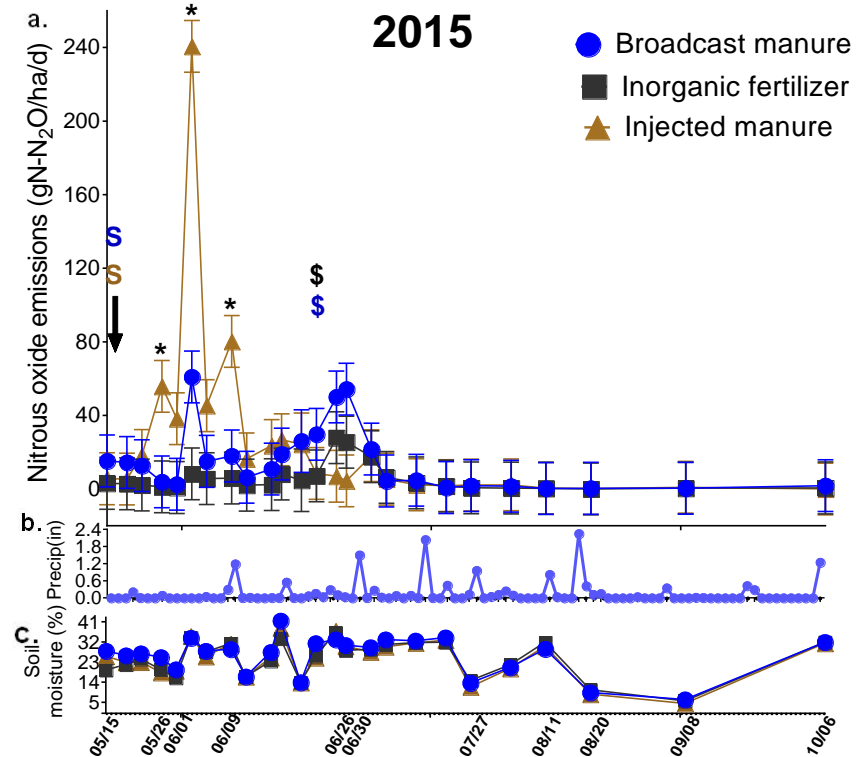 a.
2015
Broadcast manure
Inorganic fertilizer
Injected manure
Nitrous oxide emissions (gN-N₂O/ha/d)
240
200
160
120
80
40
0
*
*
*
S
S
$
$
b.
Precip(in)
2.4
1.8
1.2
0.6
0.0
c.
Soil
moisture (%)
41
32
23
14
5
05/15
05/26
06/01
06/09
06/26
06/30
07/27
08/11
08/20
09/08
10/06